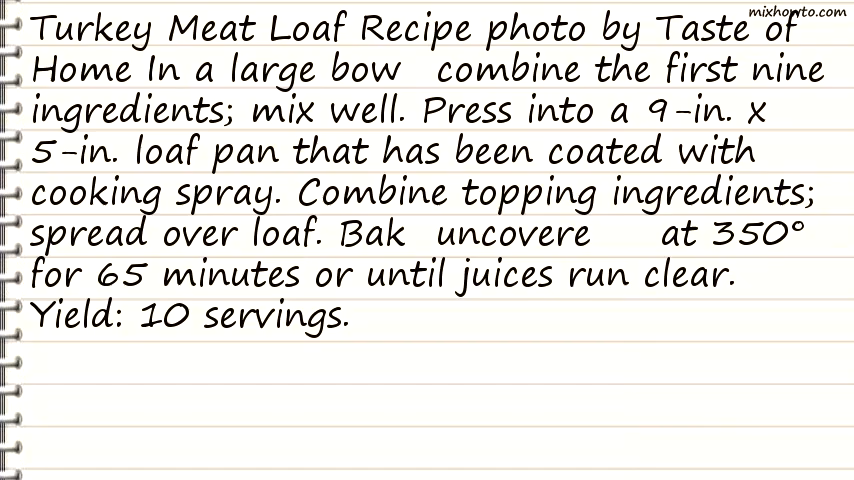 mixhowto.com
Turkey Meat Loaf Recipe photo by Taste of
Home In a large bow combine the first nine
ingredients; mix well. Press into a 9-in. x
5-in. loaf pan that has been coated with
cooking spray. Combine topping ingredients;
spread over loaf. Bak uncovere at 350°
for 65 minutes or until juices run clear.
Yield: 10 servings.